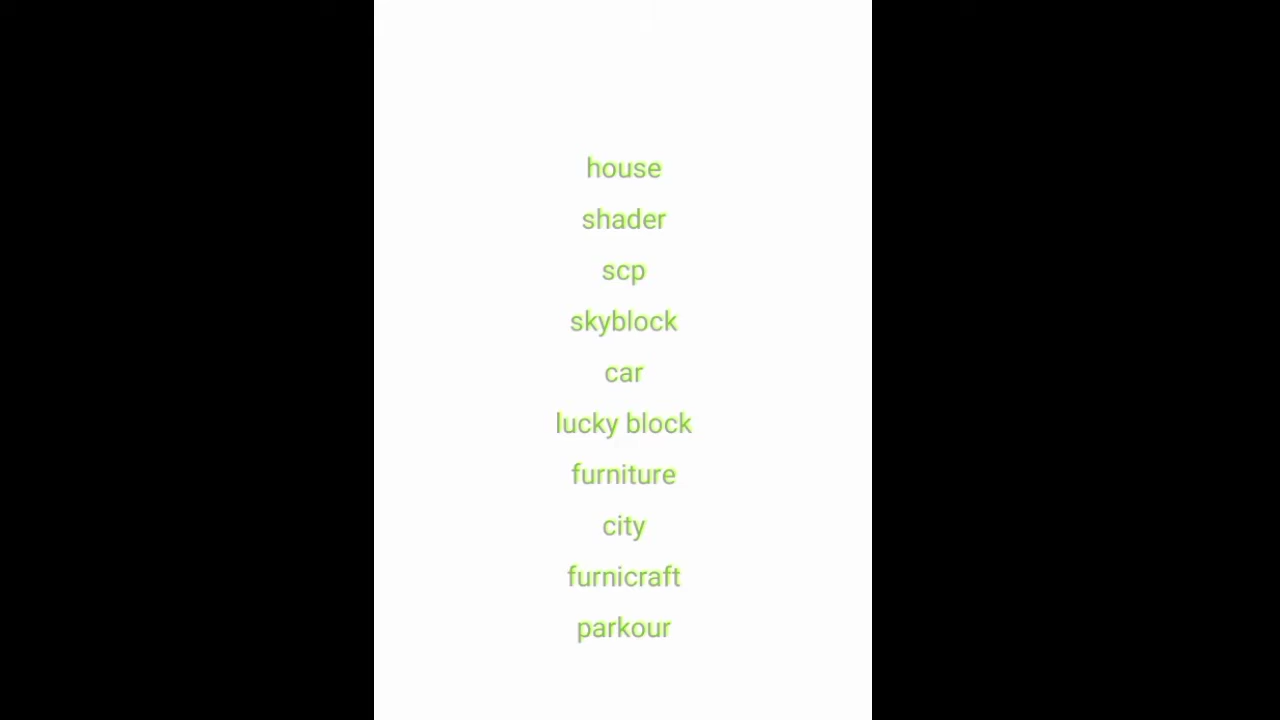 house
shader
scp
skyblock
car
lucky block
furniture
city
furnicraft
parkour